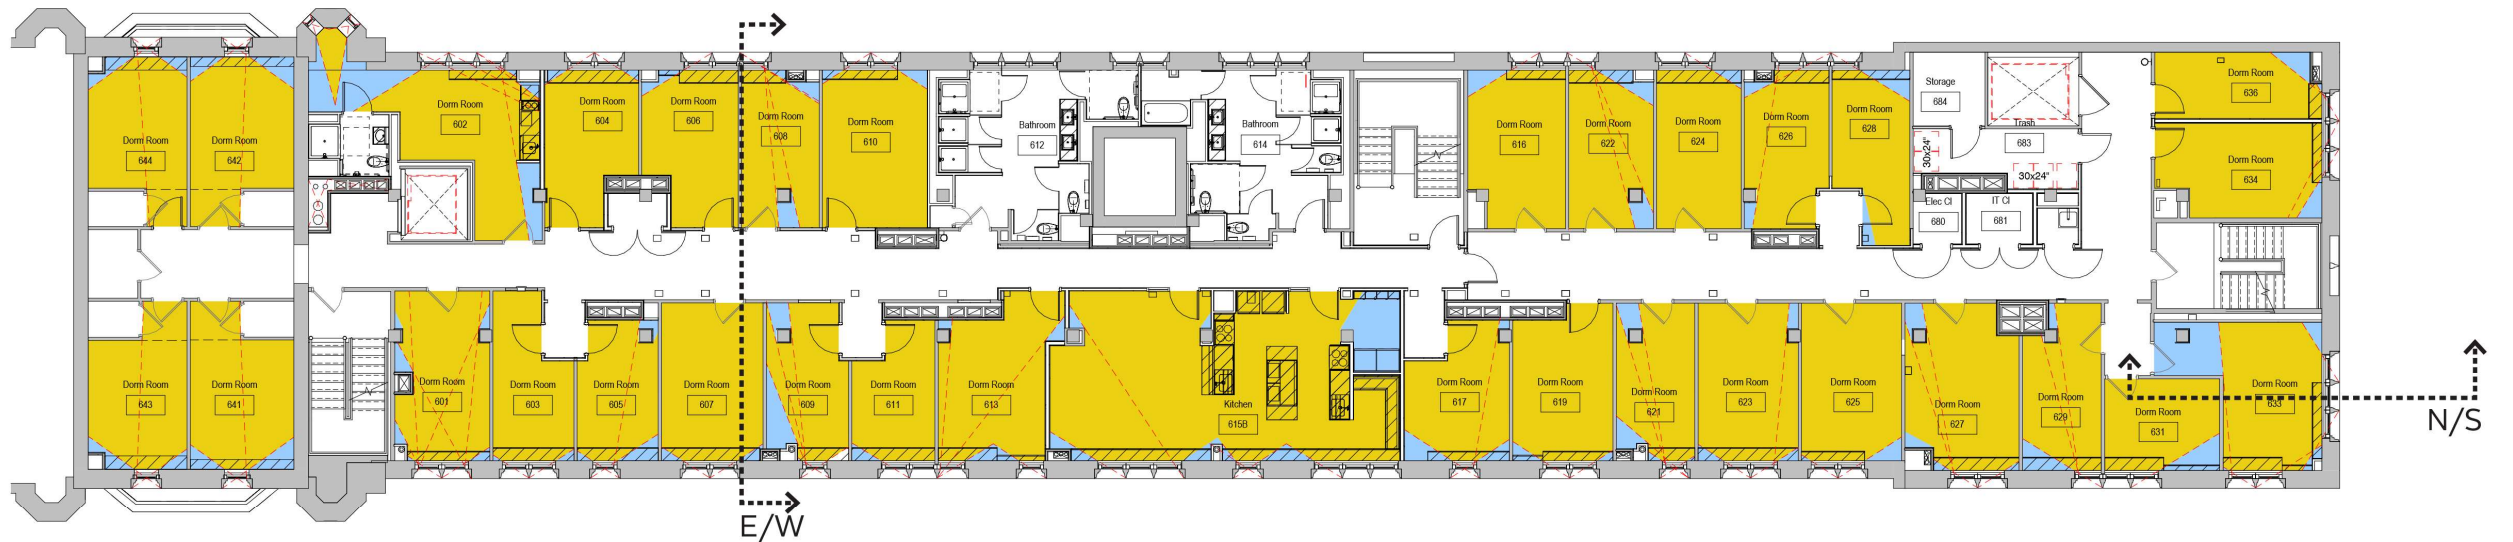 Dorm Room
644
Dorm Room
642
Dorm Room
602
Dorm Room
604
Dorm Room
606
Dorm Room
608
Dorm Room
610
Bathroom
612
Bathroom
614
Dorm Room
616
Dorm Room
622
Dorm Room
624
Dorm Room
626
Dorm Room
628
Storage
684
Trash
683
30x24"
30x24"
Elec Cl
680
IT Cl
681
Dorm Room
636
Dorm Room
634
Dorm Room
643
Dorm Room
641
Dorm Room
601
Dorm Room
603
Dorm Room
605
Dorm Room
607
Dorm Room
609
Dorm Room
611
Dorm Room
613
Kitchen
615B
Dorm Room
617
Dorm Room
619
Dorm Room
621
Dorm Room
623
Dorm Room
625
Dorm Room
627
Dorm Room
629
Dorm Room
631
Dorm Room
633
N/S
E/W